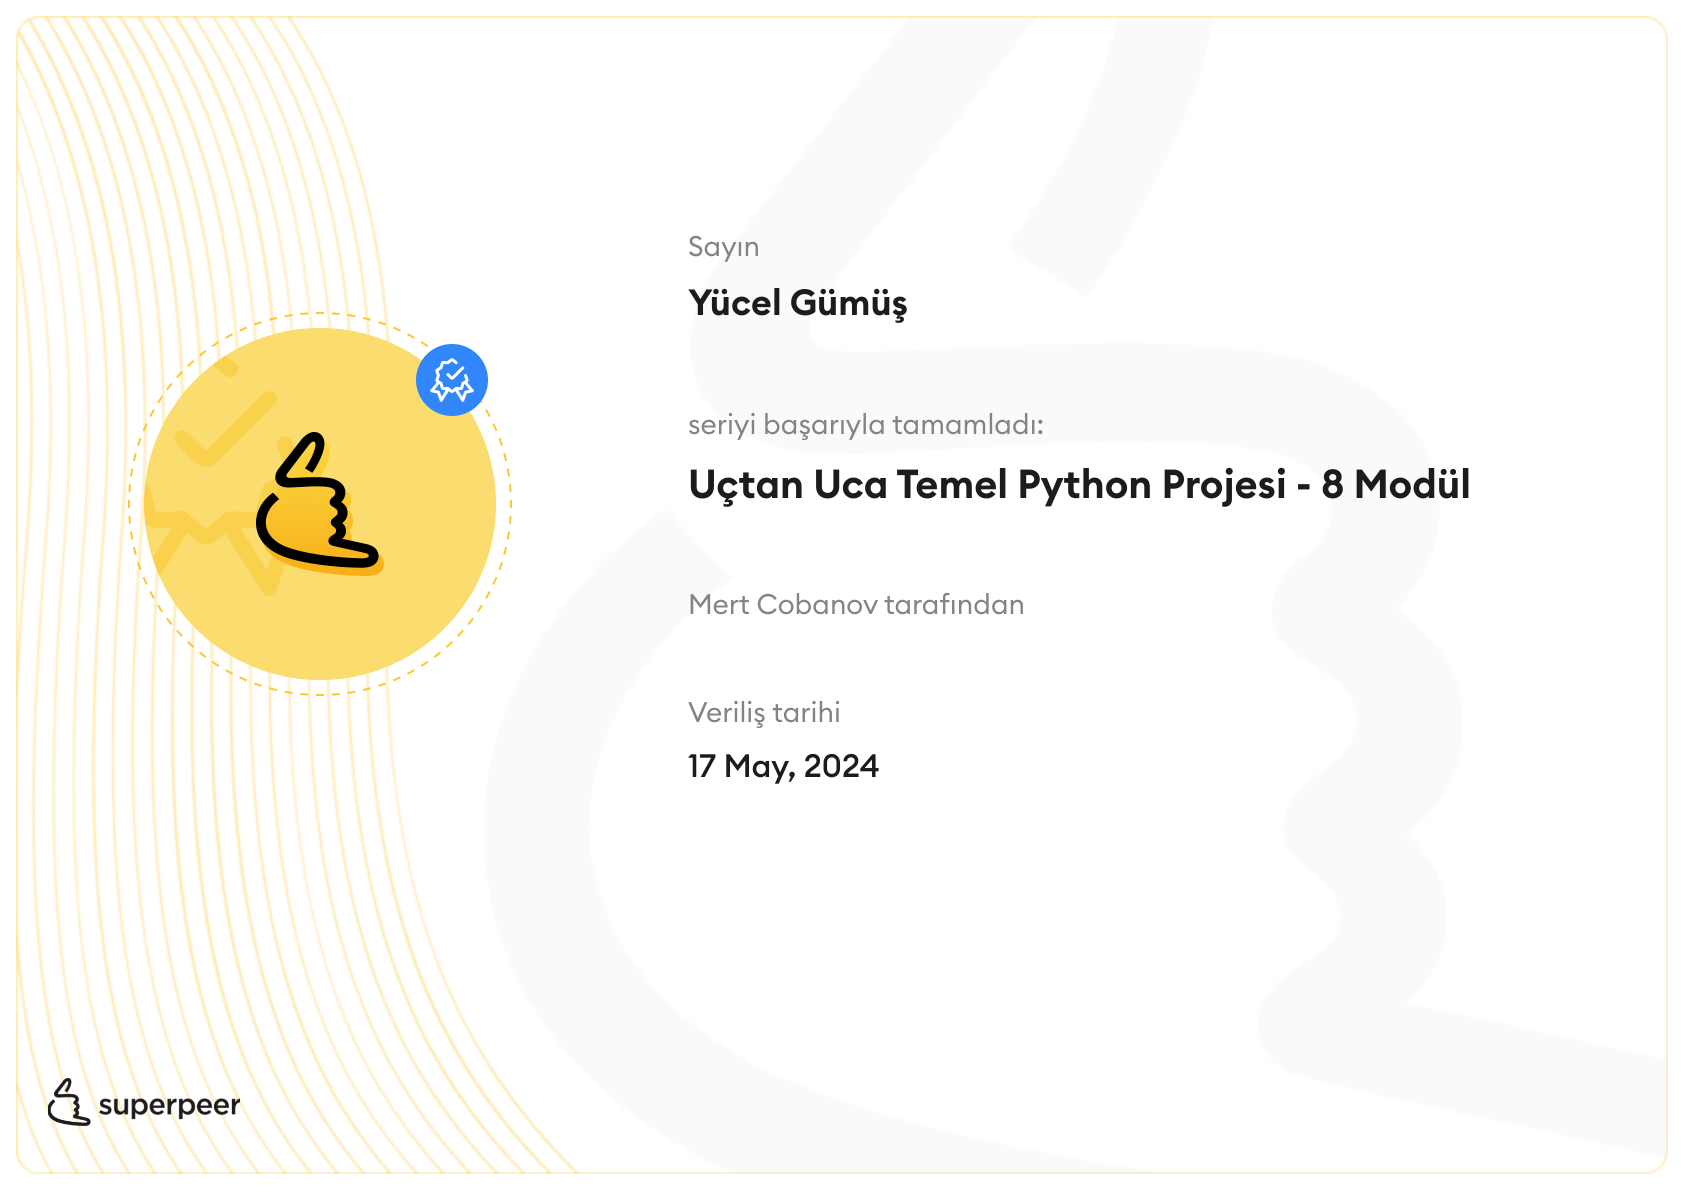 Sayın
Yücel Gümüş
seriyi başarıyla tamamladı:
Uçtan Uca Temel Python Projesi - 8 Modül
Mert Cobanov tarafından
Veriliş tarihi
17 May, 2024
superpeer